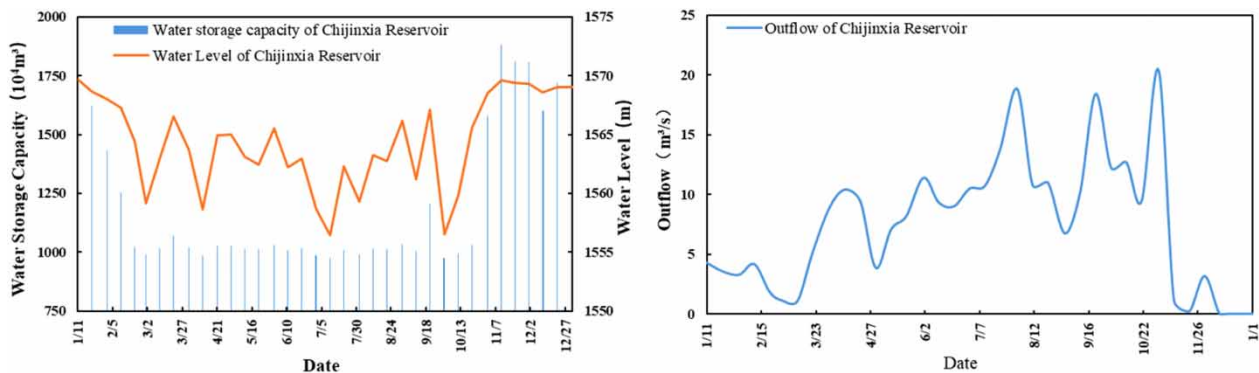 2000
1750
1500
1250
1000
750
Water Storage Capacity (10⁴m³)
Water storage capacity of Chijinxia Reservoir
Water Level of Chijinxia Reservoir
1575
1570
1565
1560
1555
1550
Water Level (m)
1/11 2/5 3/2 3/27 4/21 5/16 6/10 7/5 7/30 8/24 9/18 10/13 11/7 12/2 12/27
Date
25
20
15
10
5
0
Outflow (m³/s)
Outflow of Chijinxia Reservoir
1/11 2/15 3/23 4/27 6/2 7/7 8/12 9/16 10/22 11/26 1/1
Date